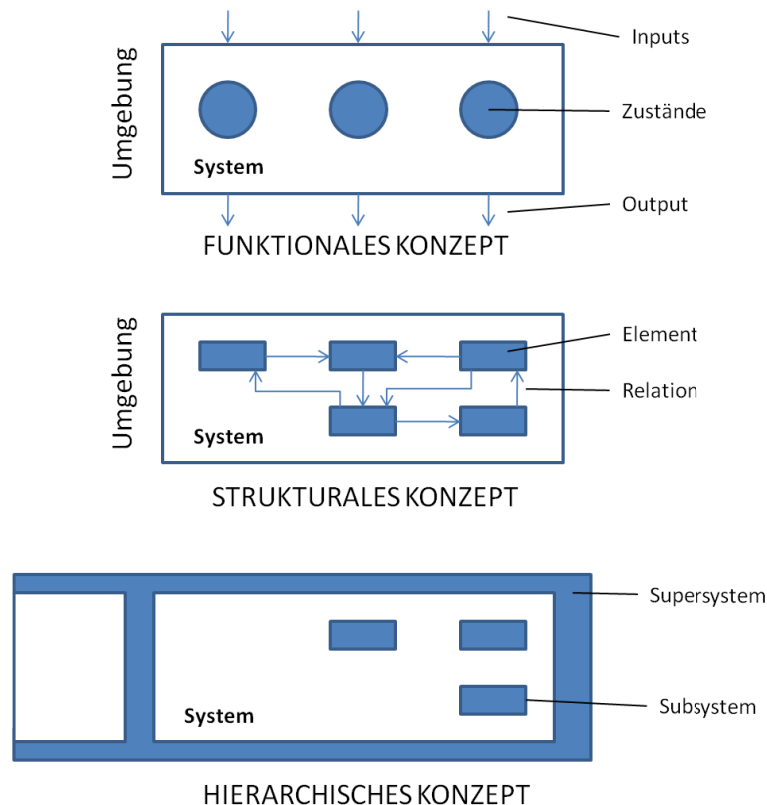 Umgebung
Inputs
Zustände
System
Output
FUNKTIONALES KONZEPT
Umgebung
Element
Relation
System
STRUKTURALES KONZEPT
Supersystem
Subsystem
System
HIERARCHISCHES KONZEPT